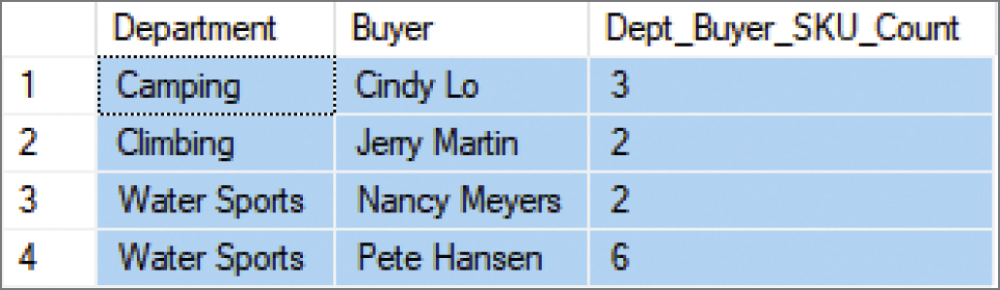 Department Buyer Dept_Buyer_SKU_Count
1 Camping Cindy Lo 3
2 Climbing Jerry Martin 2
3 Water Sports Nancy Meyers 2
4 Water Sports Pete Hansen 6